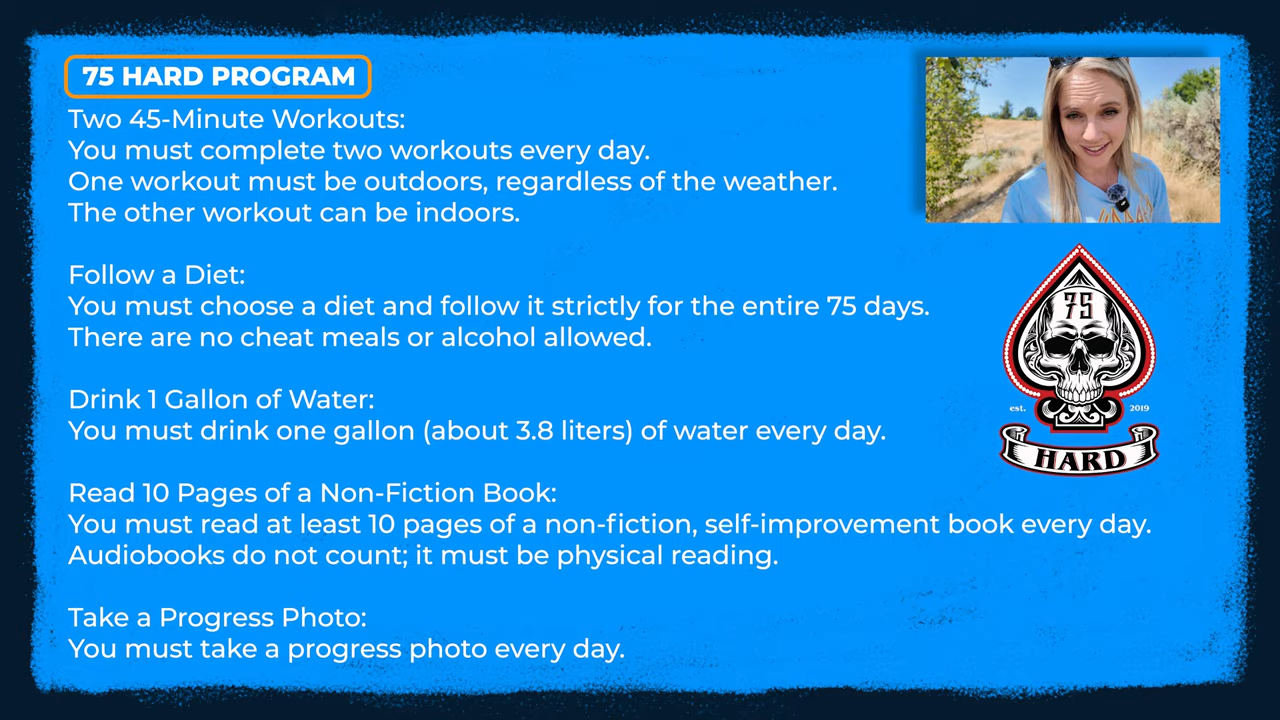 75 HARD PROGRAM
Two 45-Minute Workouts:
You must complete two workouts every day.
One workout must be outdoors, regardless of the weather.
The other workout can be indoors.
Follow a Diet:
You must choose a diet and follow it strictly for the entire 75 days.
There are no cheat meals or alcohol allowed.
Drink 1 Gallon of Water:
You must drink one gallon (about 3.8 liters) of water every day.
Read 10 Pages of a Non-Fiction Book:
You must read at least 10 pages of a non-fiction, self-improvement book every day.
Audiobooks do not count; it must be physical reading.
Take a Progress Photo:
You must take a progress photo every day.
75
est. 2019
HARD